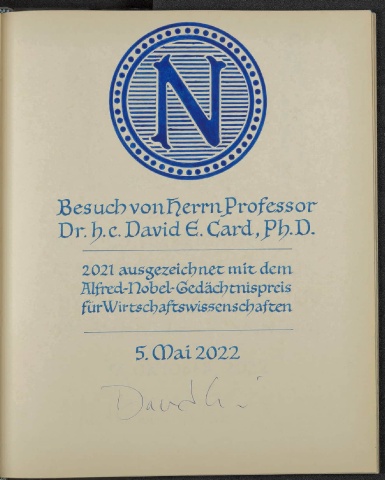 N
Besuch von Herrn Professor
Dr. h. c. David E. Card, Ph. D.
2021 ausgezeichnet mit dem
Alfred-Nobel-Gedächtnispreis
für Wirtschaftswissenschaften
5. Mai 2022
David